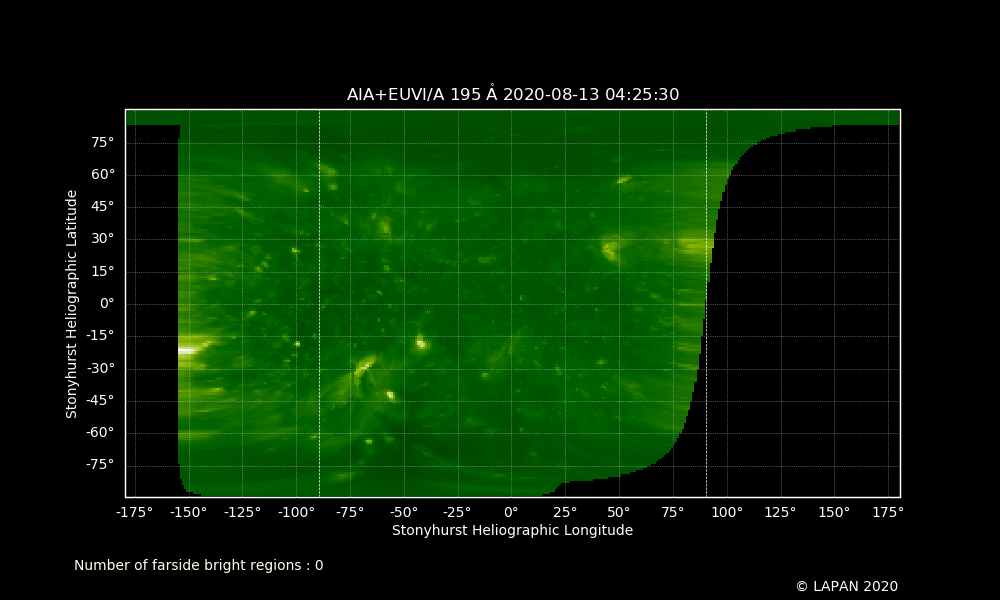 AIA+EUVI/A 195 Å 2020-08-13 04:25:30
75°
60°
45°
30°
15°
0°
-15°
-30°
-45°
-60°
-75°
Stonyhurst Heliographic Latitude
-175° -150° -125° -100° -75° -50° -25° 0° 25° 50° 75° 100° 125° 150° 175°
Stonyhurst Heliographic Longitude
Number of farside bright regions : 0
© LAPAN 2020